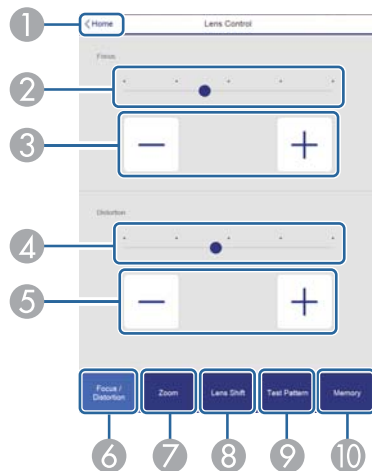 1
< Home
Lens Control
Focus
2
3
Distortion
4
5
Focus /
Distortion
Zoom
Lens Shift
Test Pattern
Memory
6
7
8
9
10